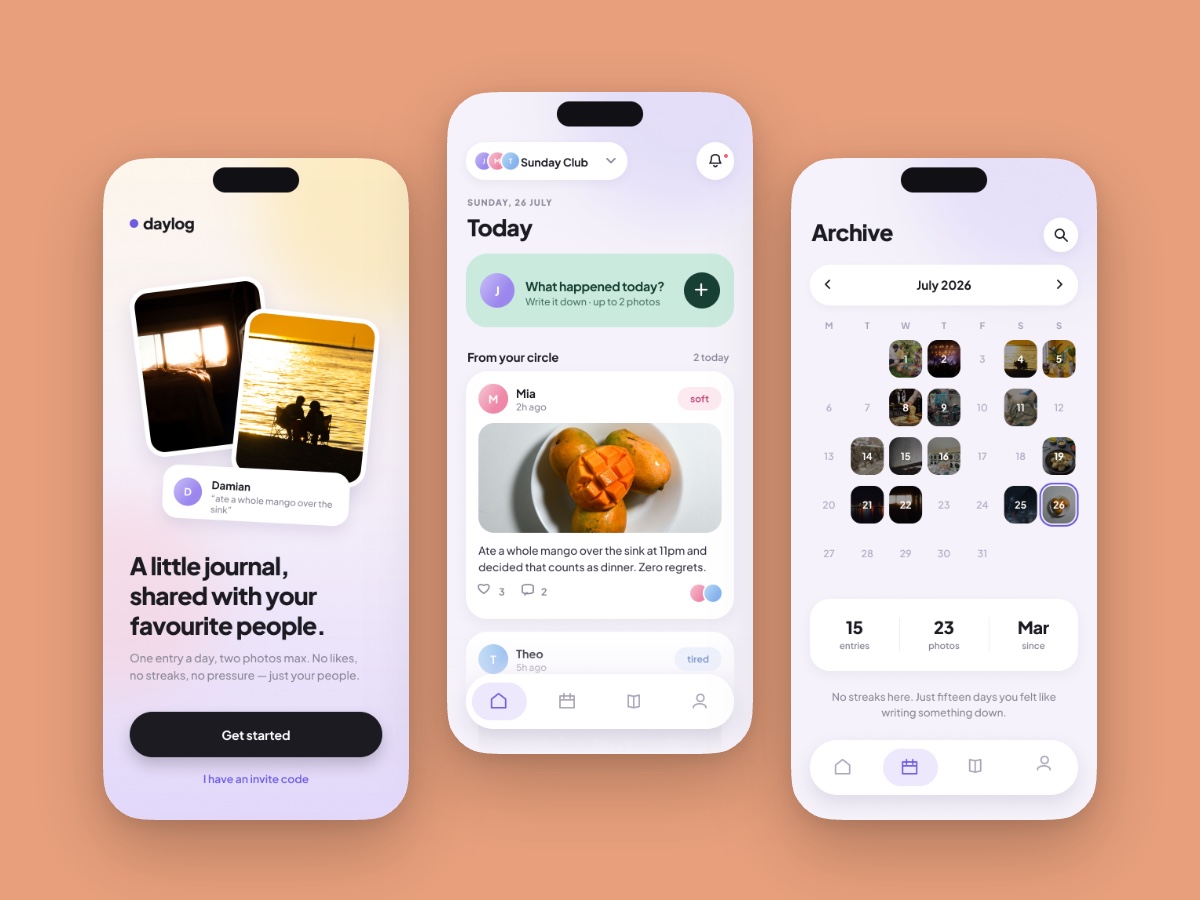 daylog
D
Damian
"ate a whole mango over the
sink"
A little journal,
shared with your
favourite people.
One entry a day, two photos max. No likes,
no streaks, no pressure — just your people.
Get started
I have an invite code
J M T Sunday Club
SUNDAY, 26 JULY
Today
J
What happened today?
Write it down · up to 2 photos
From your circle
2 today
M
Mia
2h ago
soft
Ate a whole mango over the sink at 11pm and
decided that counts as dinner. Zero regrets.
3 2
T
Theo
5h ago
tired
Archive
July 2026
M T W T F S S
1 2 3 4 5
6 7 8 9 10 11 12
13 14 15 16 17 18 19
20 21 22 23 24 25 26
27 28 29 30 31
15 23 Mar
entries photos since
No streaks here. Just fifteen days you felt like
writing something down.